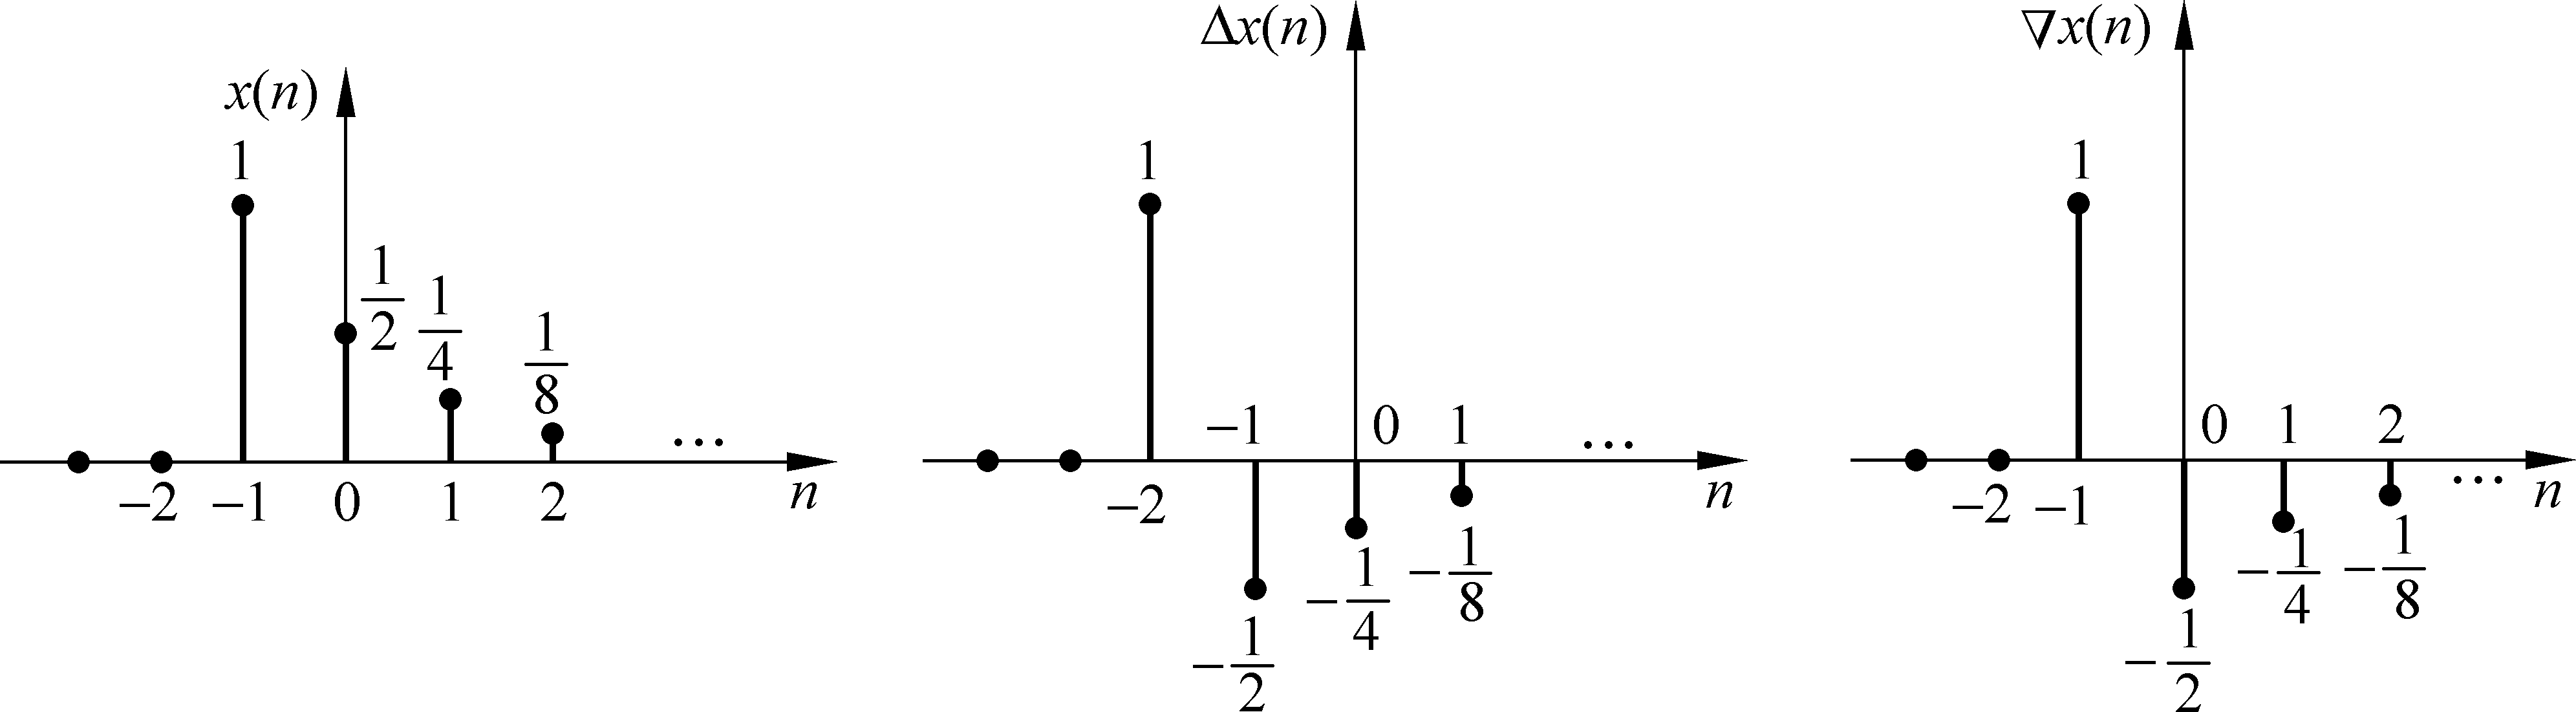 x(n)
1
1/2
1/4
1/8
...
−2 −1 0 1 2 n
Δx(n)
1
−1 0 1 ...
−2 n
−1/2
−1/4
−1/8
∇x(n)
1
0 1 2
−2 −1 ... n
−1/2
−1/4
−1/8